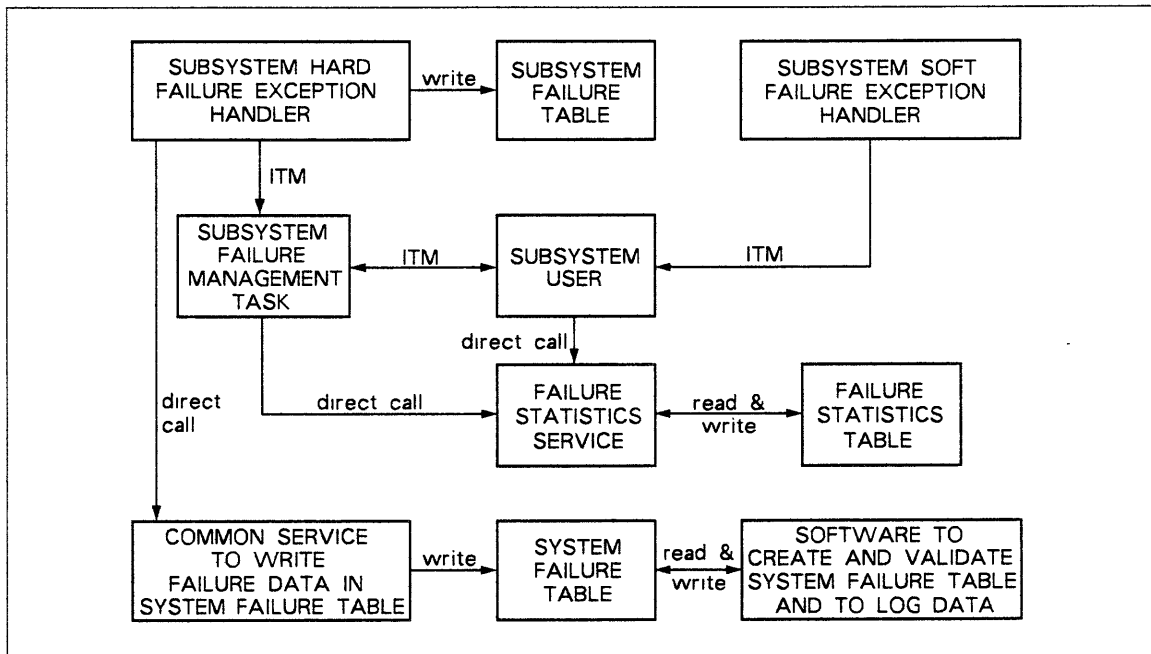 SUBSYSTEM HARD
FAILURE EXCEPTION
HANDLER
write
SUBSYSTEM
FAILURE
TABLE
SUBSYSTEM SOFT
FAILURE EXCEPTION
HANDLER
ITM
SUBSYSTEM
FAILURE
MANAGEMENT
TASK
ITM
SUBSYSTEM
USER
ITM
direct call
direct
call
direct call
FAILURE
STATISTICS
SERVICE
read &
write
FAILURE
STATISTICS
TABLE
COMMON SERVICE
TO WRITE
FAILURE DATA IN
SYSTEM FAILURE TABLE
write
SYSTEM
FAILURE
TABLE
read &
write
SOFTWARE TO
CREATE AND VALIDATE
SYSTEM FAILURE TABLE
AND TO LOG DATA